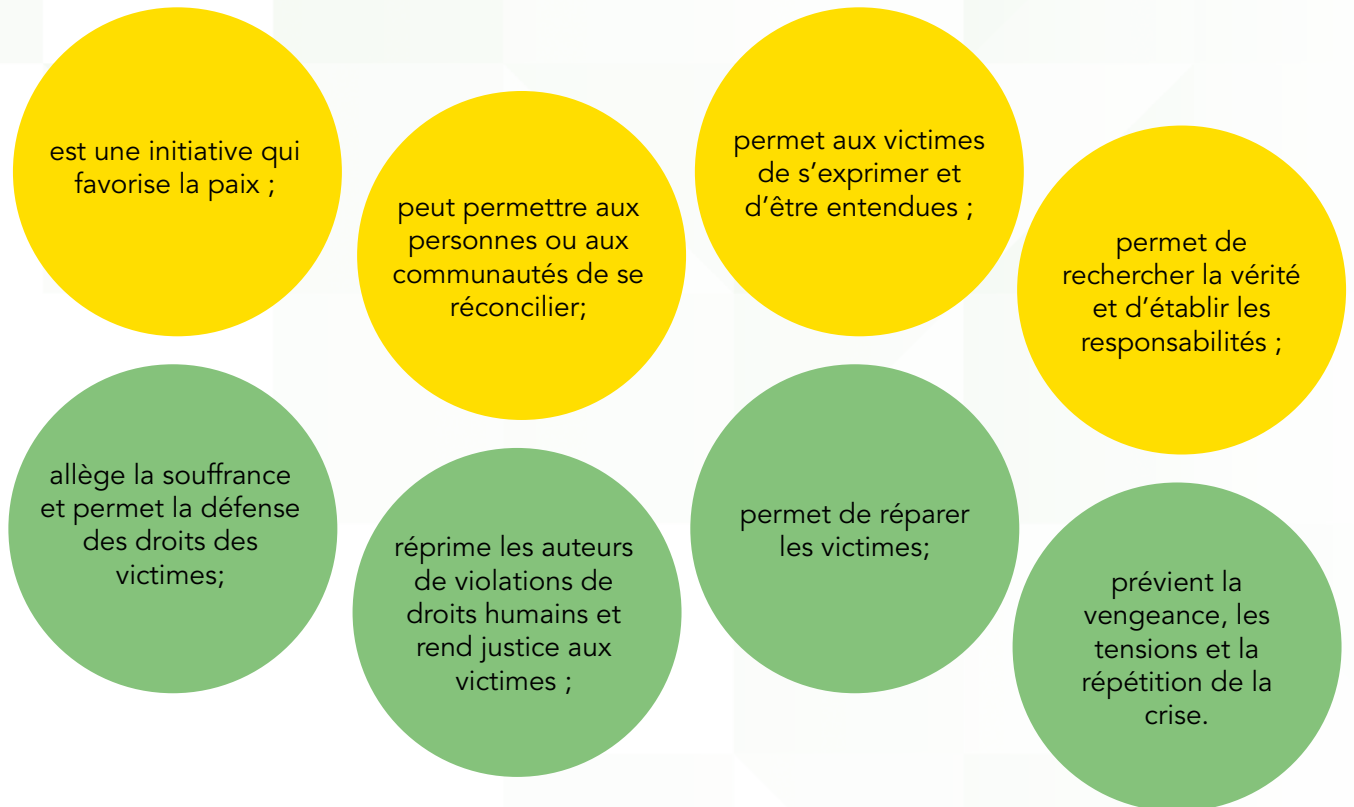 est une initiative qui
favorise la paix ;
peut permettre aux
personnes ou aux
communautés de se
réconcilier;
permet aux victimes
de s’exprimer et
d’être entendues ;
permet de
rechercher la vérité
et d’établir les
responsabilités ;
allège la souffrance
et permet la défense
des droits des
victimes;
réprime les auteurs
de violations de
droits humains et
rend justice aux
victimes ;
permet de réparer
les victimes;
prévient la
vengeance, les
tensions et la
répétition de la
crise.